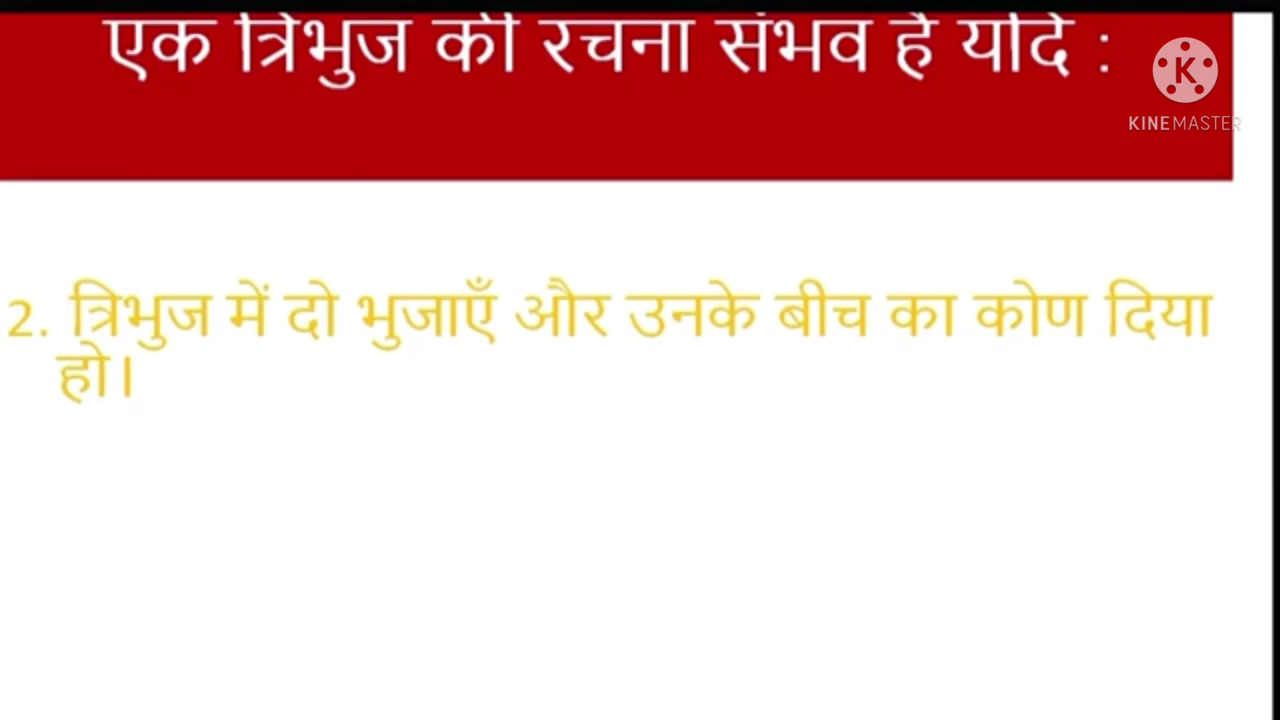 एक त्रिभुज की रचना संभव है यदि :
KINEMASTER
2. त्रिभुज में दो भुजाएँ और उनके बीच का कोण दिया
हो।